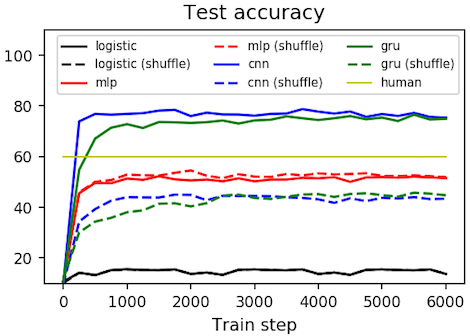 Test accuracy
logistic
logistic (shuffle)
mlp
mlp (shuffle)
cnn
cnn (shuffle)
gru
gru (shuffle)
human
100
80
60
40
20
0 1000 2000 3000 4000 5000 6000
Train step